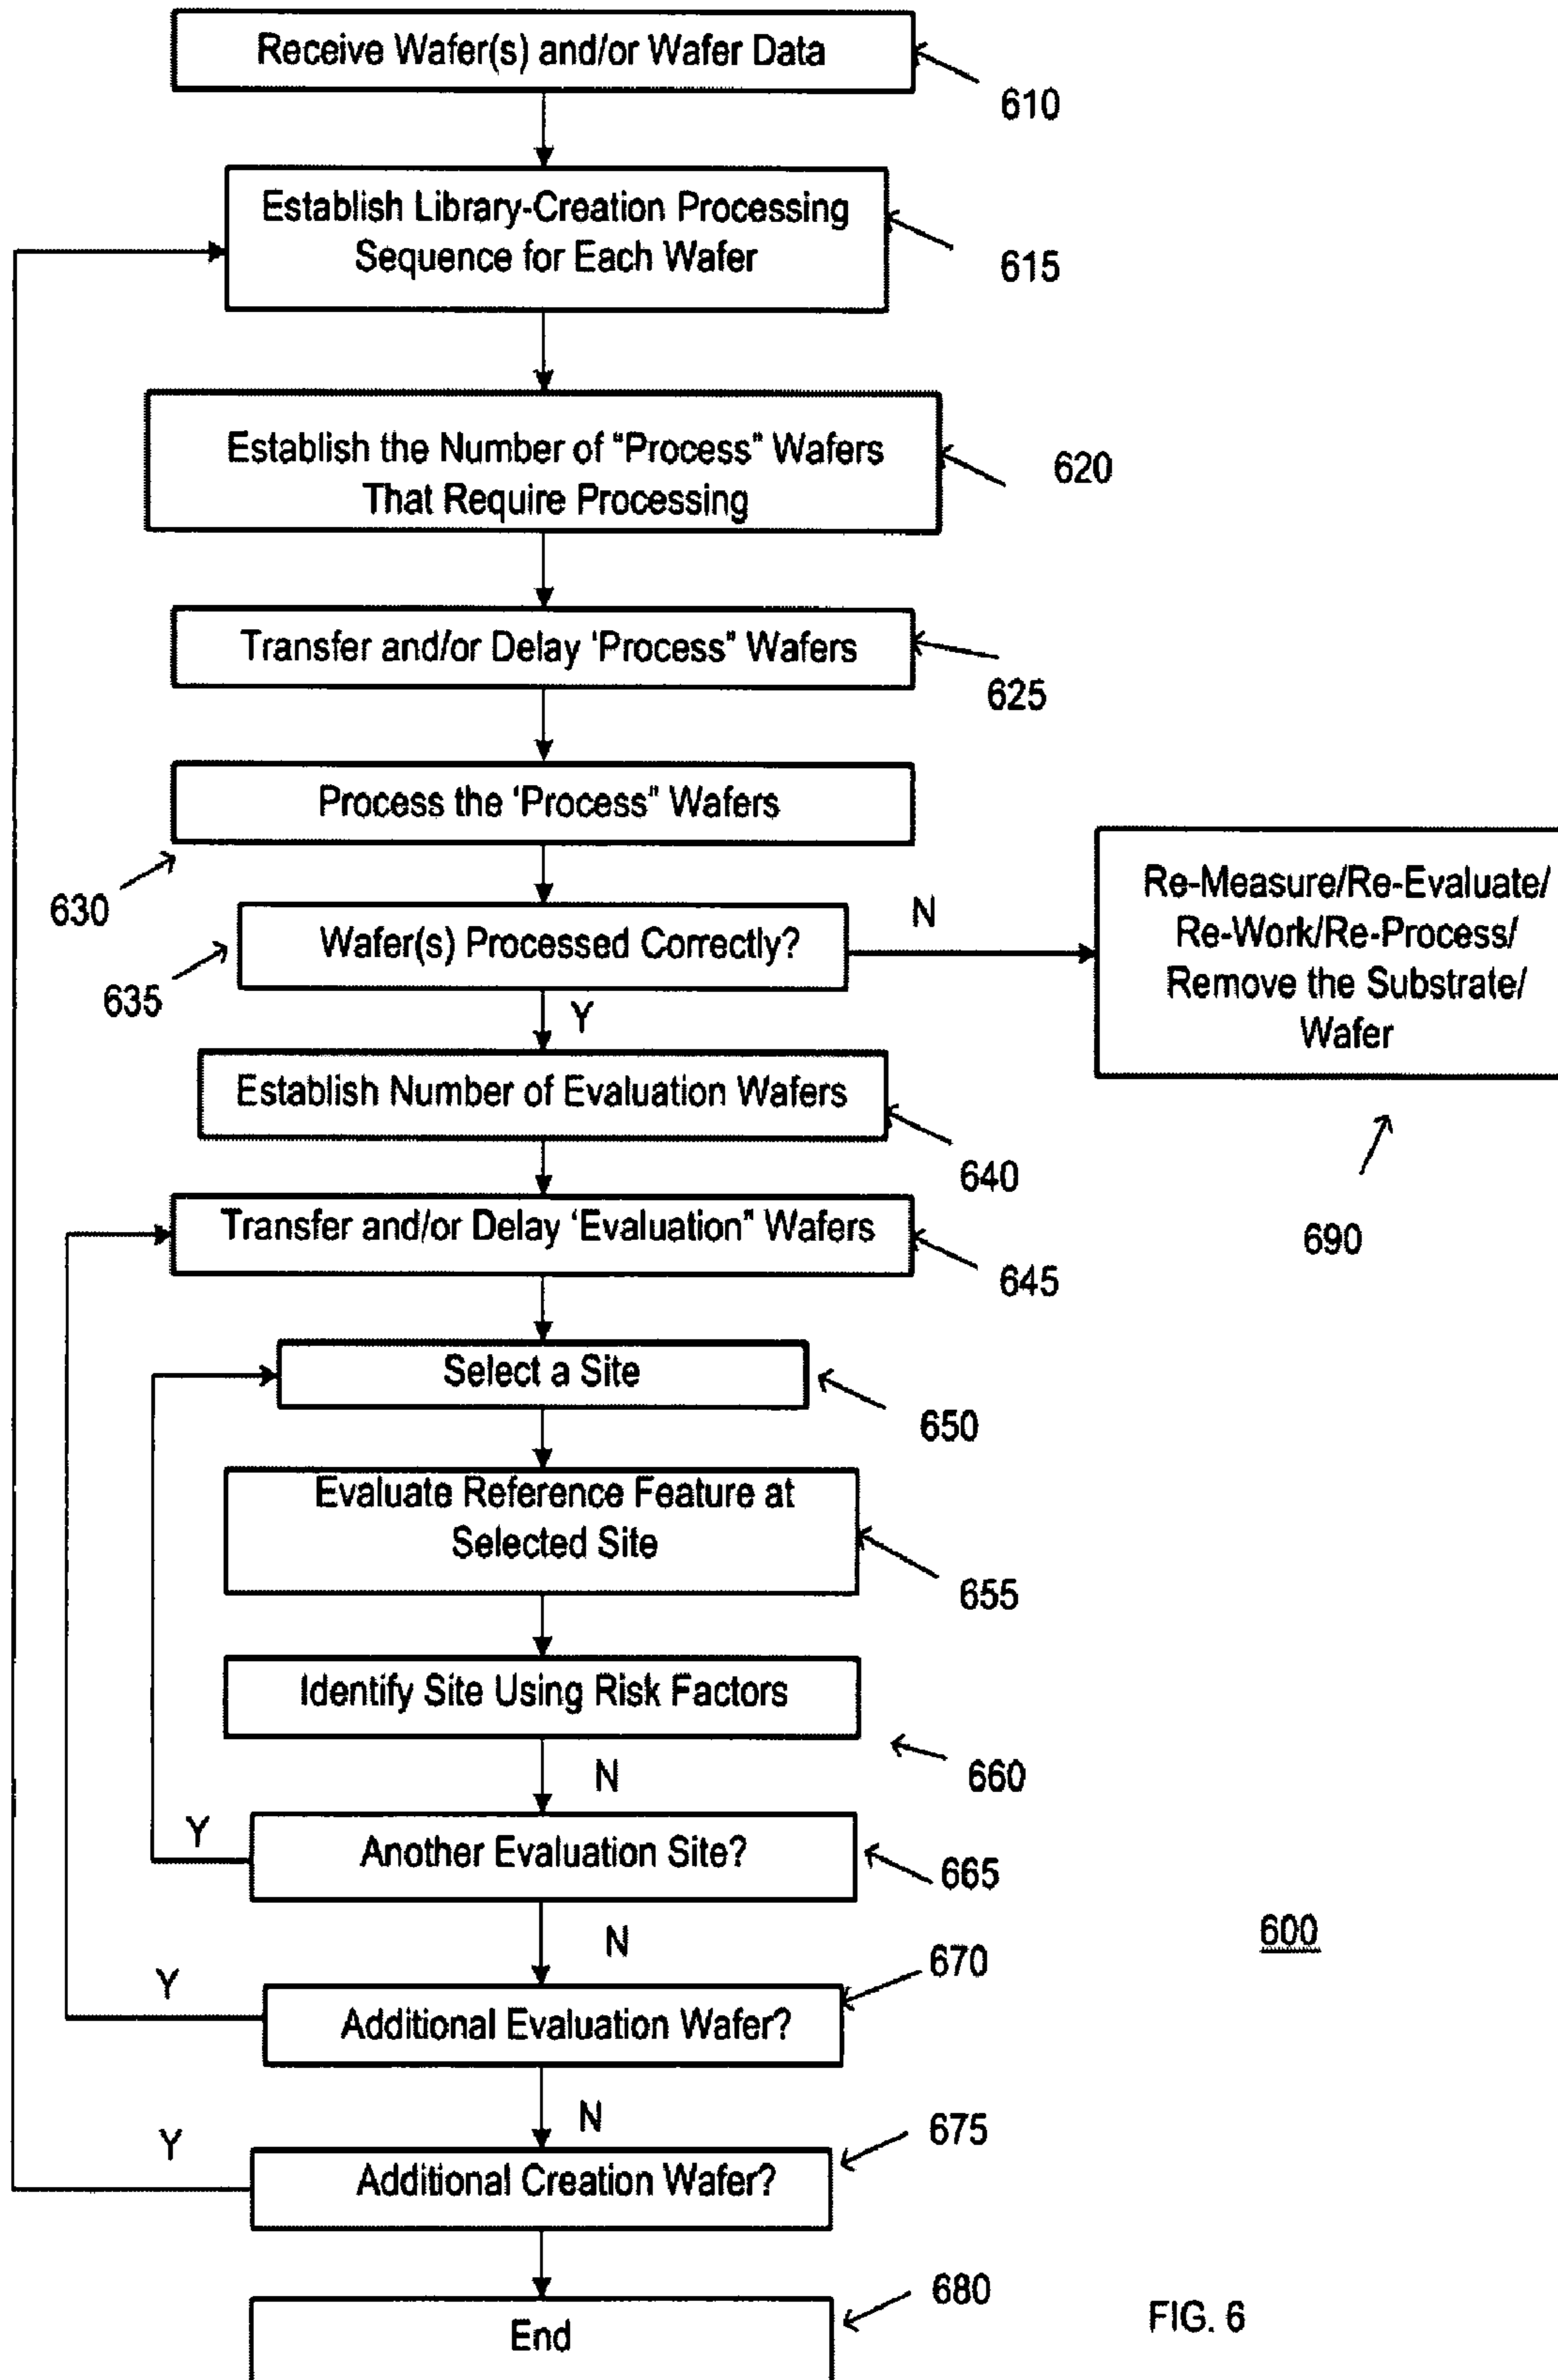 Receive Wafer(s) and/or Wafer Data
610
Establish Library-Creation Processing
Sequence for Each Wafer
615
Establish the Number of "Process" Wafers
That Require Processing
620
Transfer and/or Delay 'Process" Wafers
625
Process the 'Process" Wafers
630
Wafer(s) Processed Correctly?
635
N
Re-Measure/Re-Evaluate/
Re-Work/Re-Process/
Remove the Substrate/
Wafer
690
Y
Establish Number of Evaluation Wafers
640
Transfer and/or Delay 'Evaluation" Wafers
645
Select a Site
650
Evaluate Reference Feature at
Selected Site
655
Identify Site Using Risk Factors
660
N
Y
Another Evaluation Site?
665
N
600
Y
Additional Evaluation Wafer?
670
N
Y
Additional Creation Wafer?
675
End
680
FIG. 6